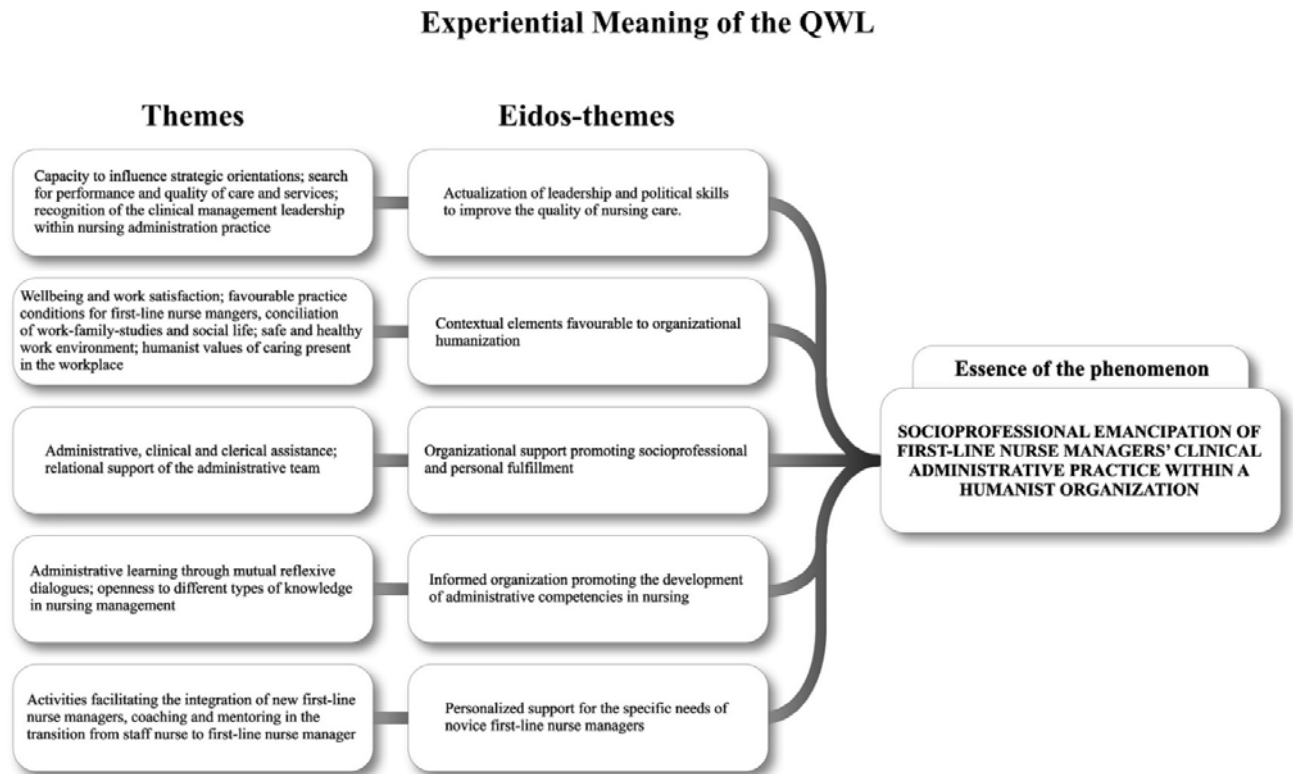 Experiential Meaning of the QWL
Themes
Eidos-themes
Capacity to influence strategic orientations; search
for performance and quality of care and services;
recognition of the clinical management leadership
within nursing administration practice
Actualization of leadership and political skills
to improve the quality of nursing care.
Wellbeing and work satisfaction; favourable practice
conditions for first-line nurse mangers, conciliation
of work-family-studies and social life; safe and healthy
work environment; humanist values of caring present
in the workplace
Contextual elements favourable to organizational
humanization
Administrative, clinical and clerical assistance;
relational support of the administrative team
Organizational support promoting socioprofessional
and personal fulfillment
Administrative learning through mutual reflexive
dialogues; openness to different types of knowledge
in nursing management
Informed organization promoting the development
of administrative competencies in nursing
Activities facilitating the integration of new first-line
nurse managers, coaching and mentoring in the
transition from staff nurse to first-line nurse manager
Personalized support for the specific needs of
novice first-line nurse managers
Essence of the phenomenon
SOCIOPROFESSIONAL EMANCIPATION OF
FIRST-LINE NURSE MANAGERS’ CLINICAL
ADMINISTRATIVE PRACTICE WITHIN A
HUMANIST ORGANIZATION